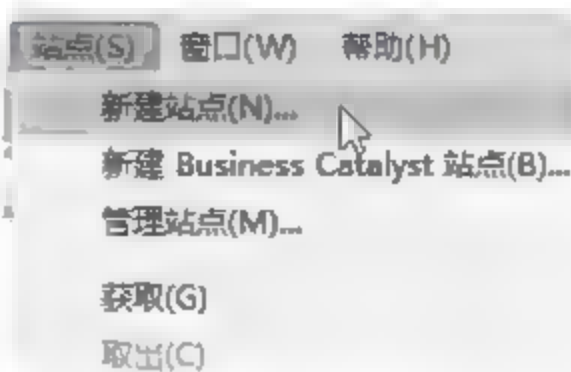 站点(S) 窗口(W) 帮助(H)
新建站点(N)...
新建 Business Catalyst 站点(B)...
管理站点(M)...
获取(G)
取出(C)